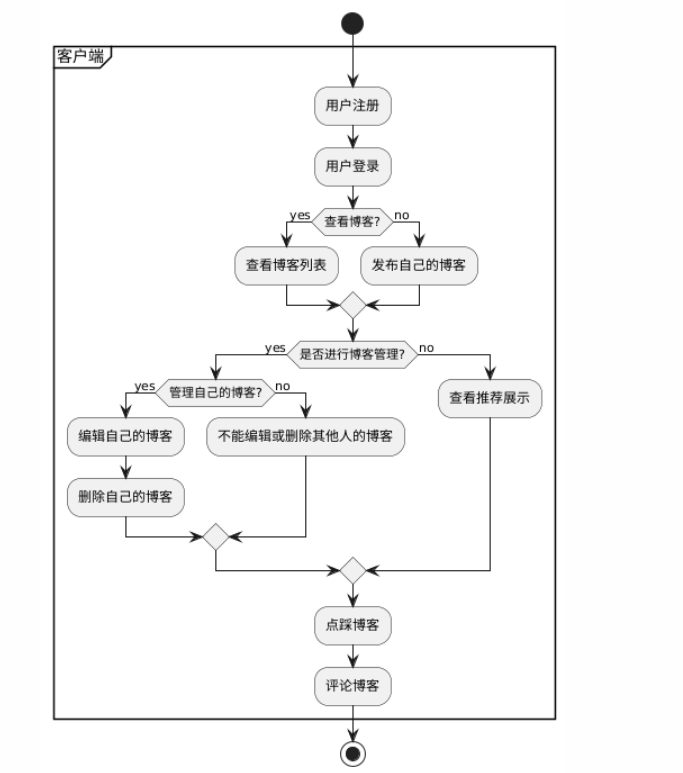 客户端
用户注册
用户登录
yes
查看博客?
no
查看博客列表
发布自己的博客
yes
是否进行博客管理?
no
yes
管理自己的博客?
no
查看推荐展示
编辑自己的博客
不能编辑或删除其他人的博客
删除自己的博客
点踩博客
评论博客